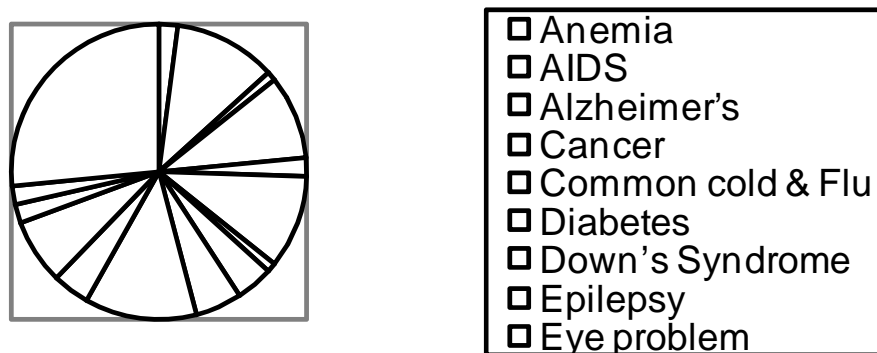 Anemia
AIDS
Alzheimer's
Cancer
Common cold & Flu
Diabetes
Down's Syndrome
Epilepsy
Eye problem